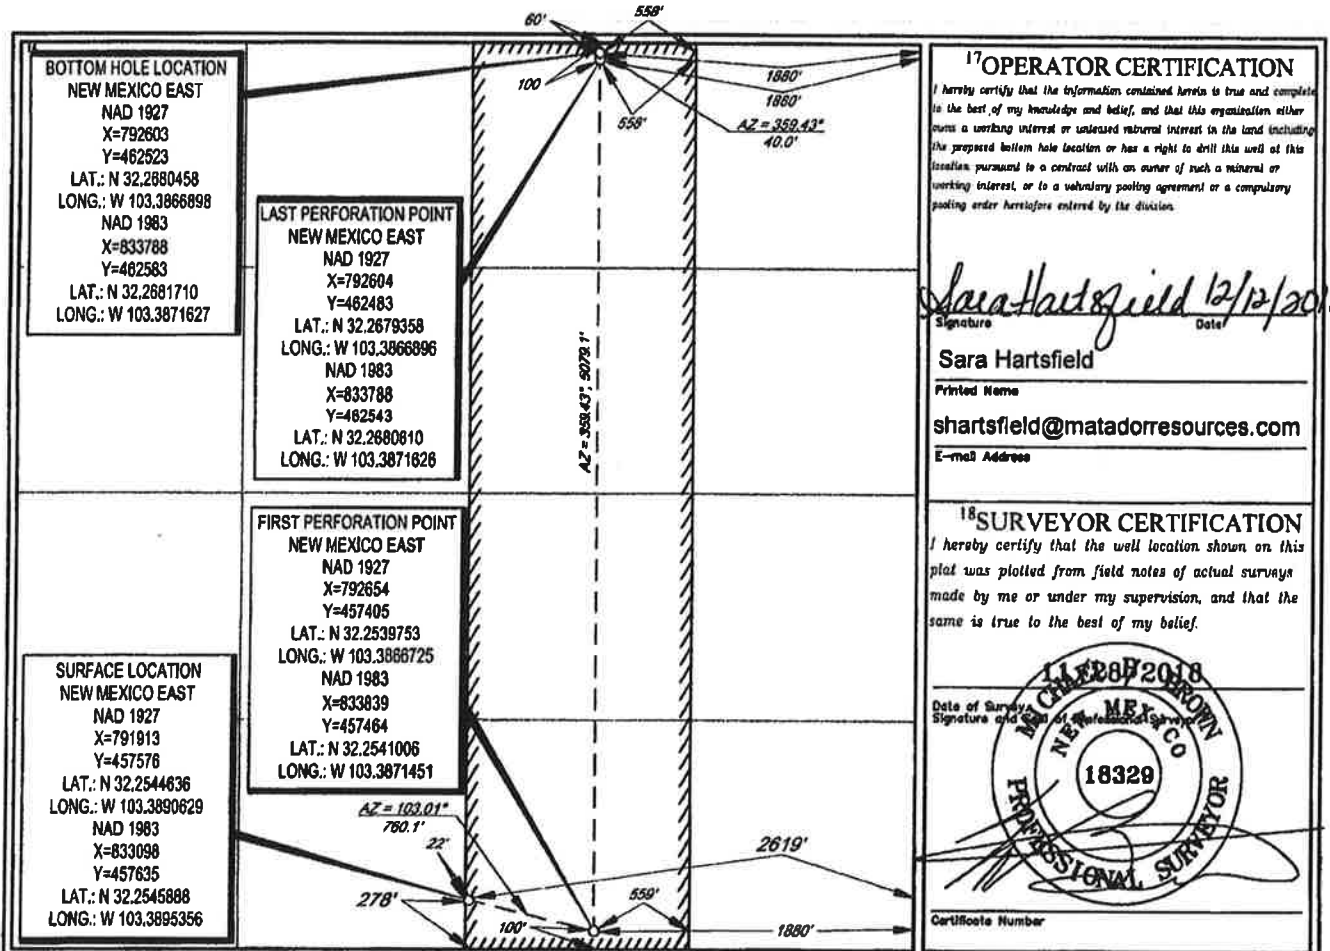 60'
558'
BOTTOM HOLE LOCATION
NEW MEXICO EAST
NAD 1927
X=792603
Y=462523
LAT.: N 32.2680458
LONG.: W 103.3866898
NAD 1983
X=833788
Y=462583
LAT.: N 32.2681710
LONG.: W 103.3871627
100
1880'
1880'
558'
AZ = 359.43°
40.0'
LAST PERFORATION POINT
NEW MEXICO EAST
NAD 1927
X=792604
Y=462483
LAT.: N 32.2679358
LONG.: W 103.3866896
NAD 1983
X=833788
Y=462543
LAT.: N 32.2680610
LONG.: W 103.3871626
AZ = 359.43°, 5079.1'
FIRST PERFORATION POINT
NEW MEXICO EAST
NAD 1927
X=792654
Y=457405
LAT.: N 32.2539753
LONG.: W 103.3866725
NAD 1983
X=833839
Y=457464
LAT.: N 32.2541006
LONG.: W 103.3871451
SURFACE LOCATION
NEW MEXICO EAST
NAD 1927
X=791913
Y=457576
LAT.: N 32.2544636
LONG.: W 103.3890629
NAD 1983
X=833098
Y=457635
LAT.: N 32.2545888
LONG.: W 103.3895356
AZ = 103.01°
760.1'
22'
278'
2619'
559'
100'
1880'
17OPERATOR CERTIFICATION
I hereby certify that the information contained herein is true and complete
to the best of my knowledge and belief, and that this organization either
owns a working interest or unleased mineral interest in the land including
the proposed bottom hole location or has a right to drill this well at this
location pursuant to a contract with an owner of such a mineral or
working interest, or to a voluntary pooling agreement or a compulsory
pooling order heretofore entered by the division.
Sara Hartsfield 12/12/201
Signature Date
Sara Hartsfield
Printed Name
shartsfield@matadorresources.com
E-mail Address
18SURVEYOR CERTIFICATION
I hereby certify that the well location shown on this
plat was plotted from field notes of actual surveys
made by me or under my supervision, and that the
same is true to the best of my belief.
11/28/2018
Date of Survey
Signature and Seal of Professional Surveyor
MICHAEL BROWN
NEW MEXICO
18329
PROFESSIONAL SURVEYOR
Certificate Number